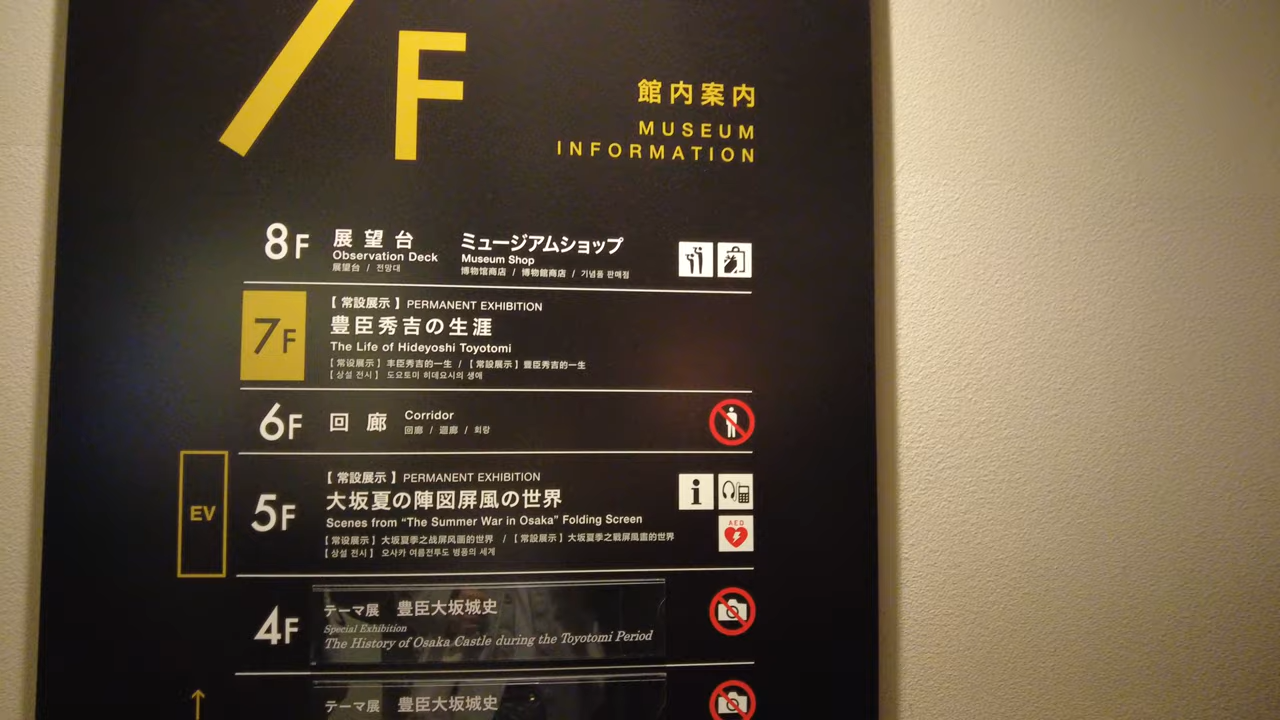 7F
館内案内
MUSEUM
INFORMATION
8F
展望台
Observation Deck
展望台 / 전망대
ミュージアムショップ
Museum Shop
博物馆商店 / 博物館商店 / 기념품 판매점
7F
【常設展示】PERMANENT EXHIBITION
豊臣秀吉の生涯
The Life of Hideyoshi Toyotomi
【常设展示】丰臣秀吉的一生 / 【常設展示】豐臣秀吉的一生
【상설 전시】 도요토미 히데요시의 생애
6F
回廊
Corridor
回廊 / 迴廊 / 회랑
EV
5F
【常設展示】PERMANENT EXHIBITION
大坂夏の陣図屏風の世界
Scenes from "The Summer War in Osaka" Folding Screen
【常设展示】大坂夏季之战屏风画的世界 / 【常設展示】大坂夏季之戰屏風畫的世界
【상설 전시】 오사카 여름전투도 병풍의 세계
AED
4F
テーマ展 豊臣大坂城史
Special Exhibition
The History of Osaka Castle during the Toyotomi Period
テーマ展 豊臣大坂城史